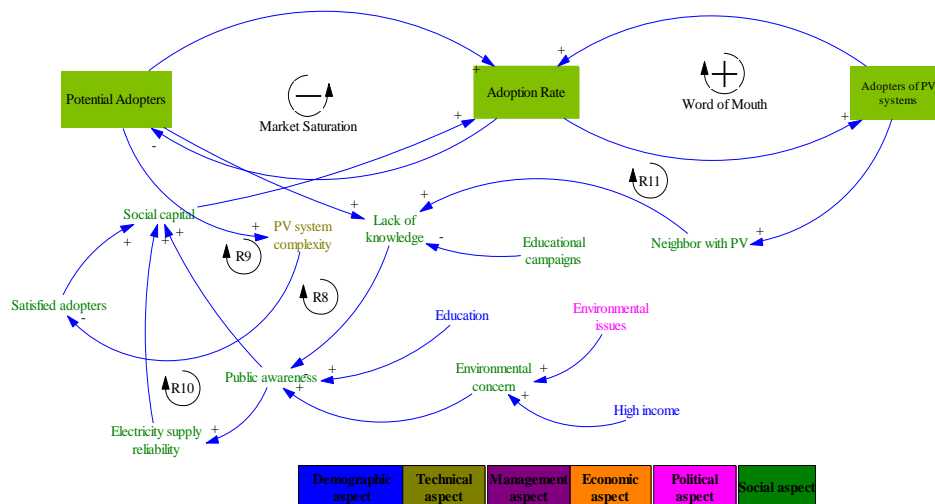 Potential Adopters
Adoption Rate
Adopters of PV
systems
Market Saturation
Word of Mouth
+
+
+
+
-
+
+
R11
Social capital
PV system
complexity
Lack of
knowledge
Educational
campaigns
Neighbor with PV
+
+
+
+
+
-
+
+
R9
R8
Satisfied adopters
-
Education
Environmental
issues
Public awareness
-
+
+
Environmental
concern
+
+
R10
High income
Electricity supply
reliability
+
Demographic
aspect
Technical
aspect
Management
aspect
Economic
aspect
Political
aspect
Social aspect